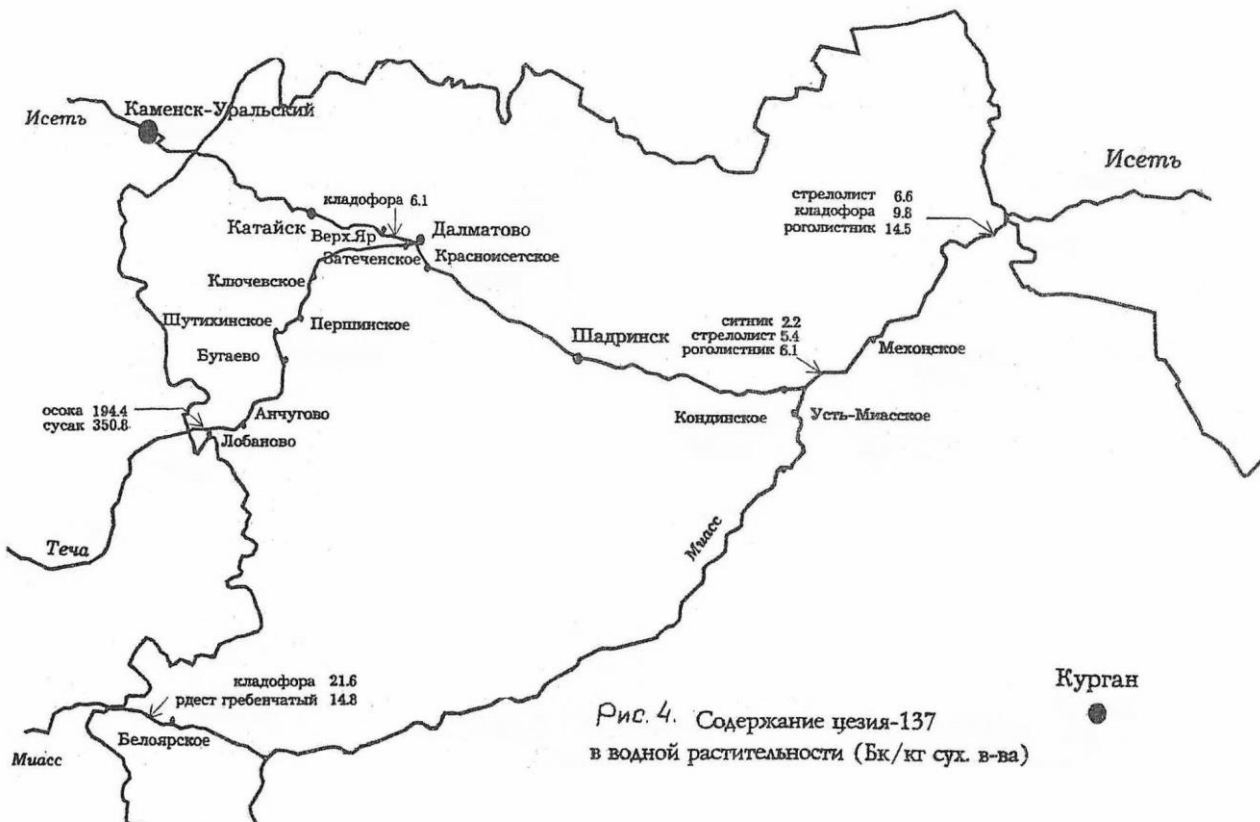 Исеть
Каменск-Уральский
Исеть
стрелолист 6.6
кладофора 9.8
роголистник 14.5
кладофора 6.1
Катайск
Верх.Яр
Далматово
Затеченское
Красноисетское
Ключевское
Шутихинское
Першинское
Бугаево
Шадринск
ситник 2.2
стрелолист 5.4
роголистник 6.1
Мехонское
осока 194.4
сусак 350.8
Анчугово
Лобаново
Кондинское
Усть-Миасское
Теча
Миасс
кладофора 21.6
рдест гребенчатый 14.8
Белоярское
Миасс
Курган
Рис. 4. Содержание цезия-137
в водной растительности (Бк/кг сух. в-ва)